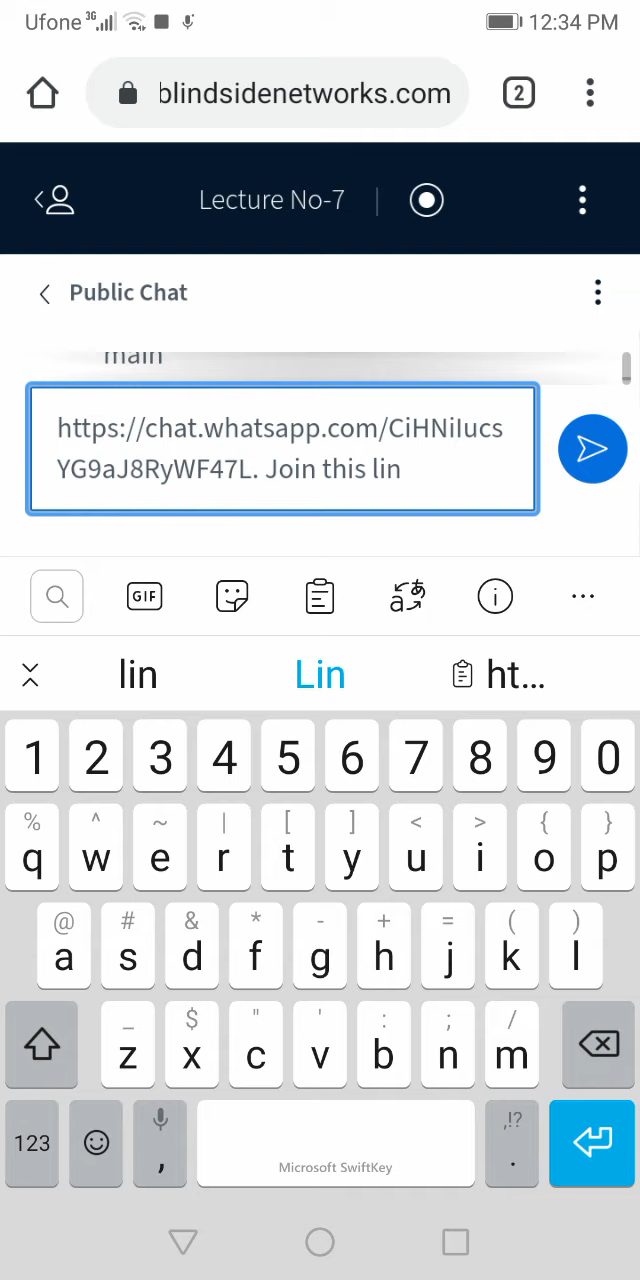 Ufone 3G 12:34 PM
blindsidenetworks.com 2
Lecture No-7
Public Chat
main
https://chat.whatsapp.com/CiHNiIucs
YG9aJ8RyWF47L. Join this lin
GIF
lin Lin ht...
1 2 3 4 5 6 7 8 9 0
% ^ ~ | [ ] < > { }
q w e r t y u i o p
@ # & * - + = ( )
a s d f g h j k l
_ $ " ' : ; /
z x c v b n m
123 , Microsoft SwiftKey ,!? .